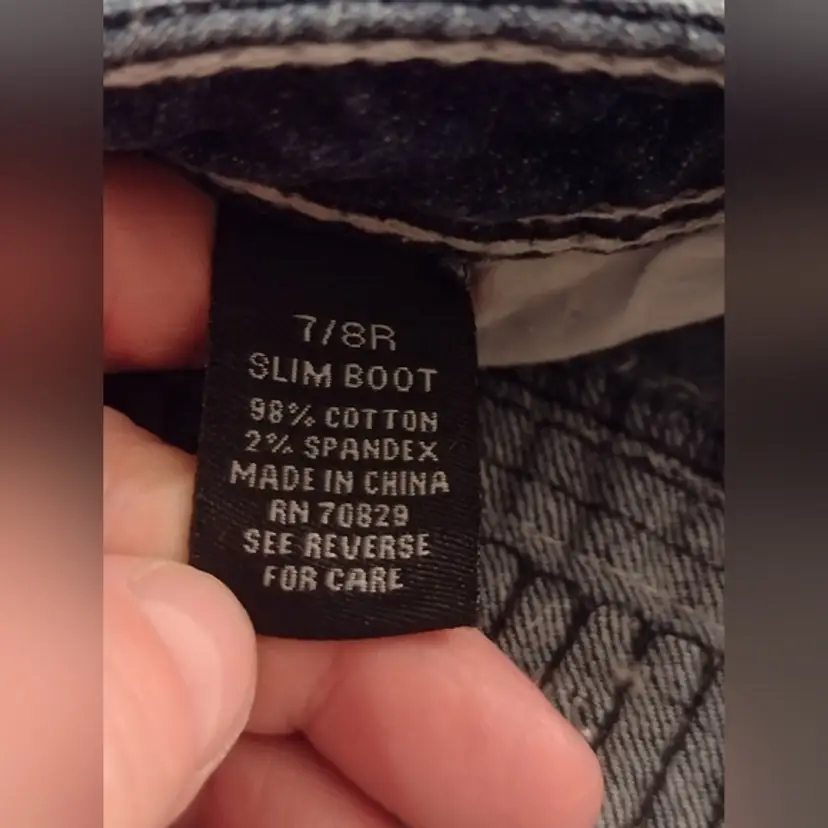 7/8R
SLIM BOOT
98% COTTON
2% SPANDEX
MADE IN CHINA
RN 70829
SEE REVERSE
FOR CARE